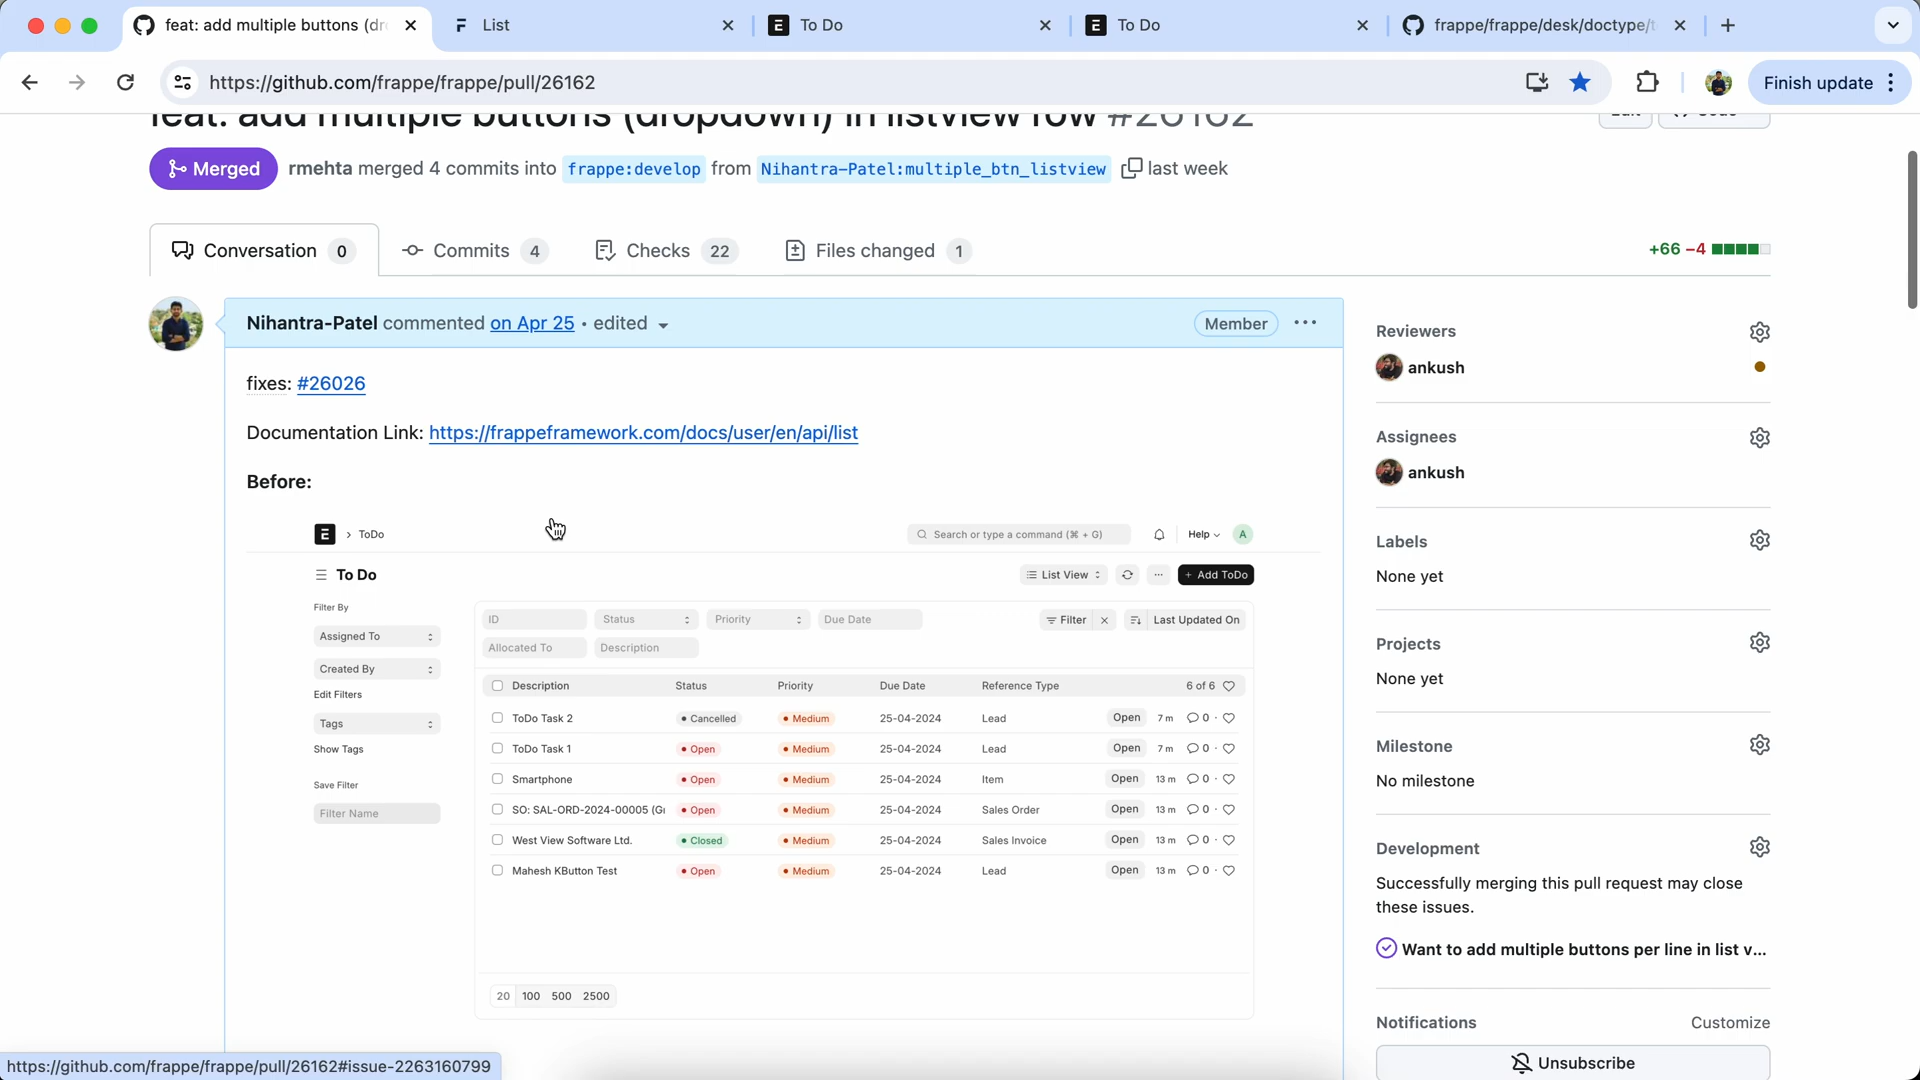 feat: add multiple buttons (dr
List
To Do
To Do
frappe/frappe/desk/doctype/t
https://github.com/frappe/frappe/pull/26162
Finish update
feat: add multiple buttons (dropdown) in listview row #26162
Edit
Code
Merged
rmehta merged 4 commits into frappe:develop from Nihantra-Patel:multiple_btn_listview last week
Conversation 0
Commits 4
Checks 22
Files changed 1
+66 −4
Nihantra-Patel commented on Apr 25 • edited
Member
fixes: #26026
Documentation Link: https://frappeframework.com/docs/user/en/api/list
Before:
E > ToDo
Search or type a command (⌘ + G)
Help
A
To Do
List View
+ Add ToDo
Filter By
Assigned To
Created By
Edit Filters
Tags
Show Tags
Save Filter
Filter Name
ID
Status
Priority
Due Date
Filter
Last Updated On
Allocated To
Description
Description Status Priority Due Date Reference Type 6 of 6
ToDo Task 2 Cancelled Medium 25-04-2024 Lead Open 7 m 0
ToDo Task 1 Open Medium 25-04-2024 Lead Open 7 m 0
Smartphone Open Medium 25-04-2024 Item Open 13 m 0
SO: SAL-ORD-2024-00005 (Gr Open Medium 25-04-2024 Sales Order Open 13 m 0
West View Software Ltd. Closed Medium 25-04-2024 Sales Invoice Open 13 m 0
Mahesh KButton Test Open Medium 25-04-2024 Lead Open 13 m 0
20 100 500 2500
Reviewers
ankush
Assignees
ankush
Labels
None yet
Projects
None yet
Milestone
No milestone
Development
Successfully merging this pull request may close
these issues.
Want to add multiple buttons per line in list v...
Notifications
Customize
Unsubscribe
https://github.com/frappe/frappe/pull/26162#issue-2263160799